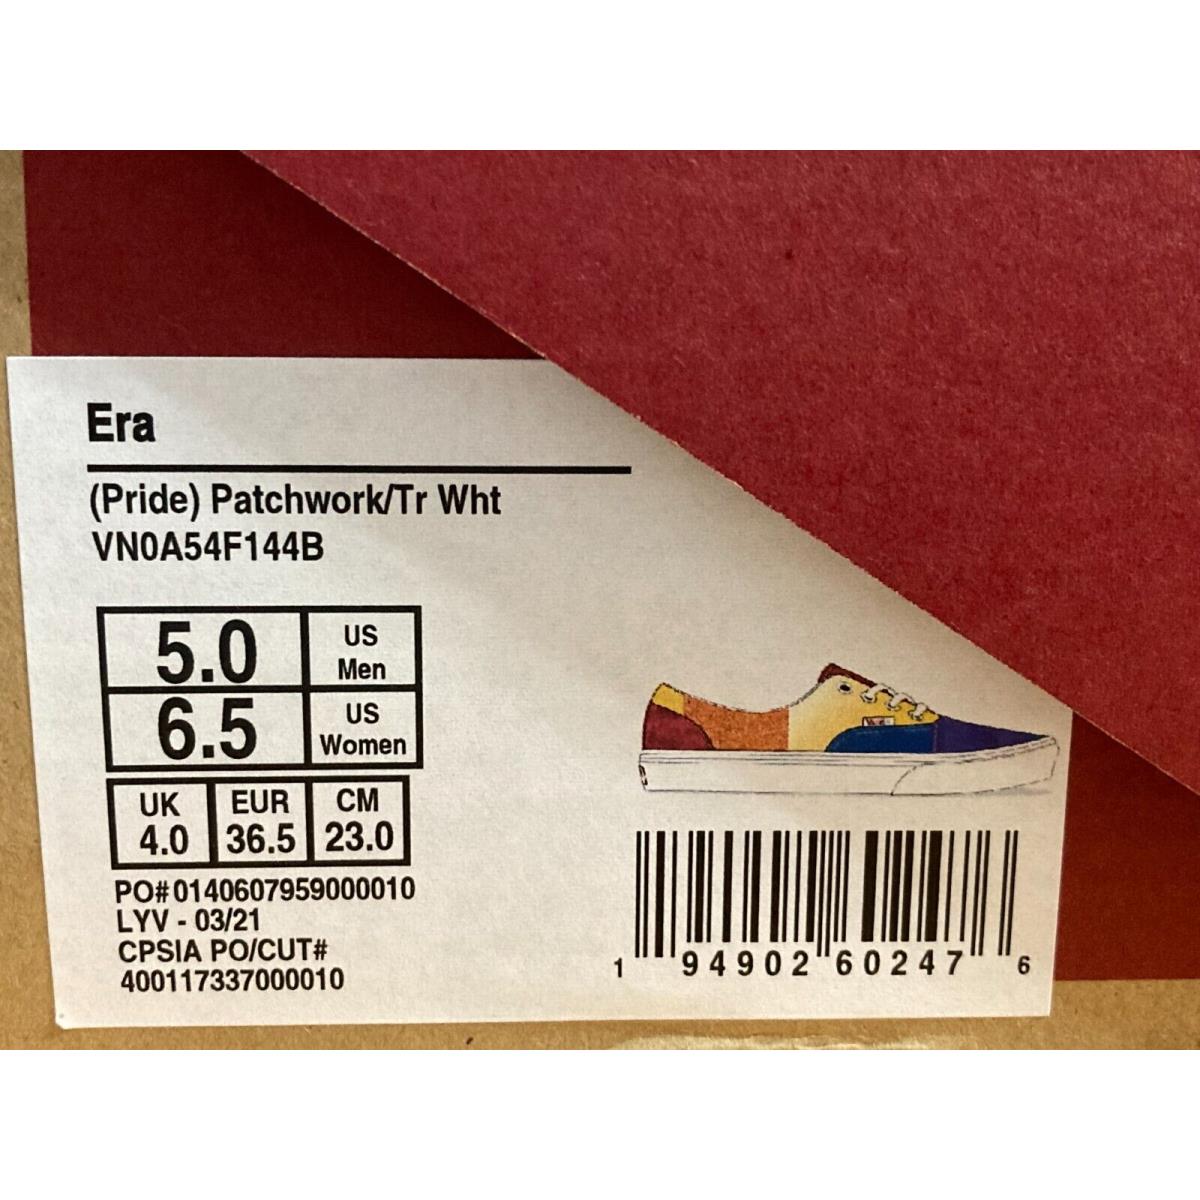 Era
(Pride) Patchwork/Tr Wht
VN0A54F144B
5.0 US Men
6.5 US Women
UK EUR CM
4.0 36.5 23.0
PO# 0140607959000010
LYV - 03/21
CPSIA PO/CUT#
400117337000010
1 94902 60247 6